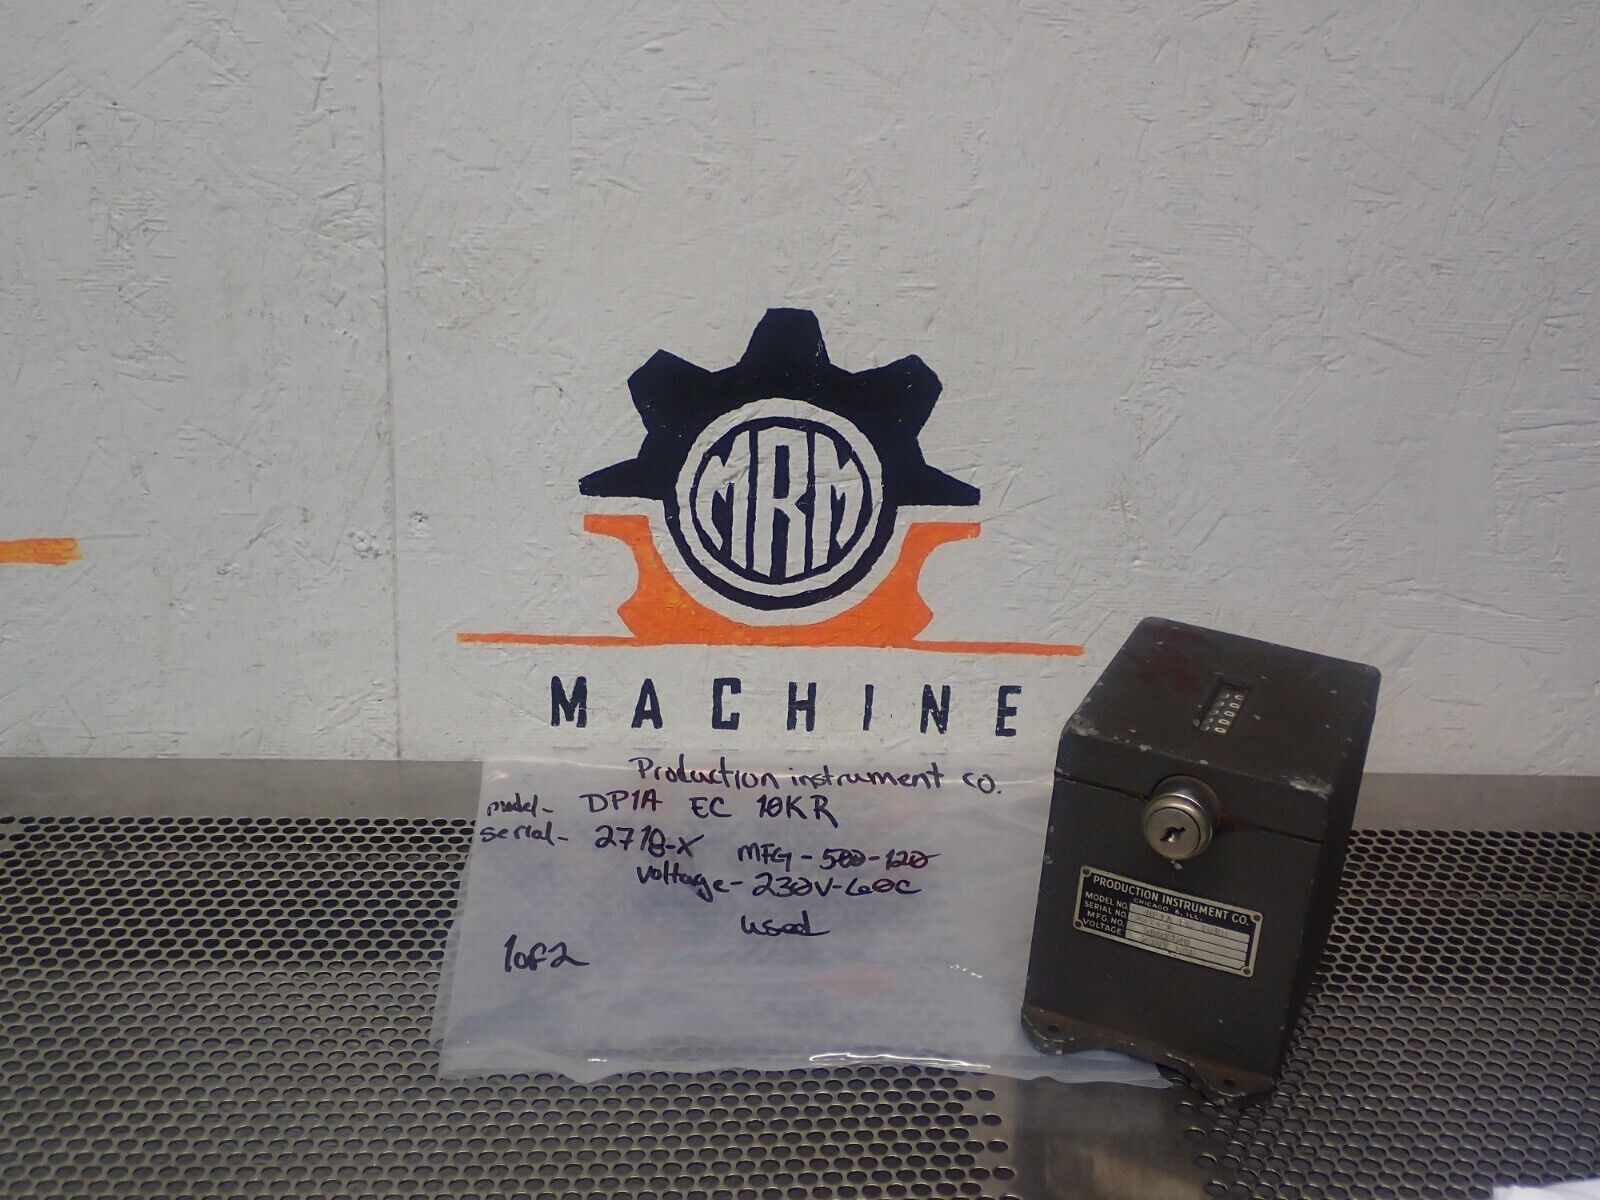 MRM
MACHINE
Production instrument co.
model- DP1A EC 10KR
serial- 2718-X MFG-500-120
Voltage-230V-60C
used
1of2
PRODUCTION INSTRUMENT CO.
CHICAGO 6, ILL.
MODEL NO.
SERIAL NO.
MFG. NO.
VOLTAGE